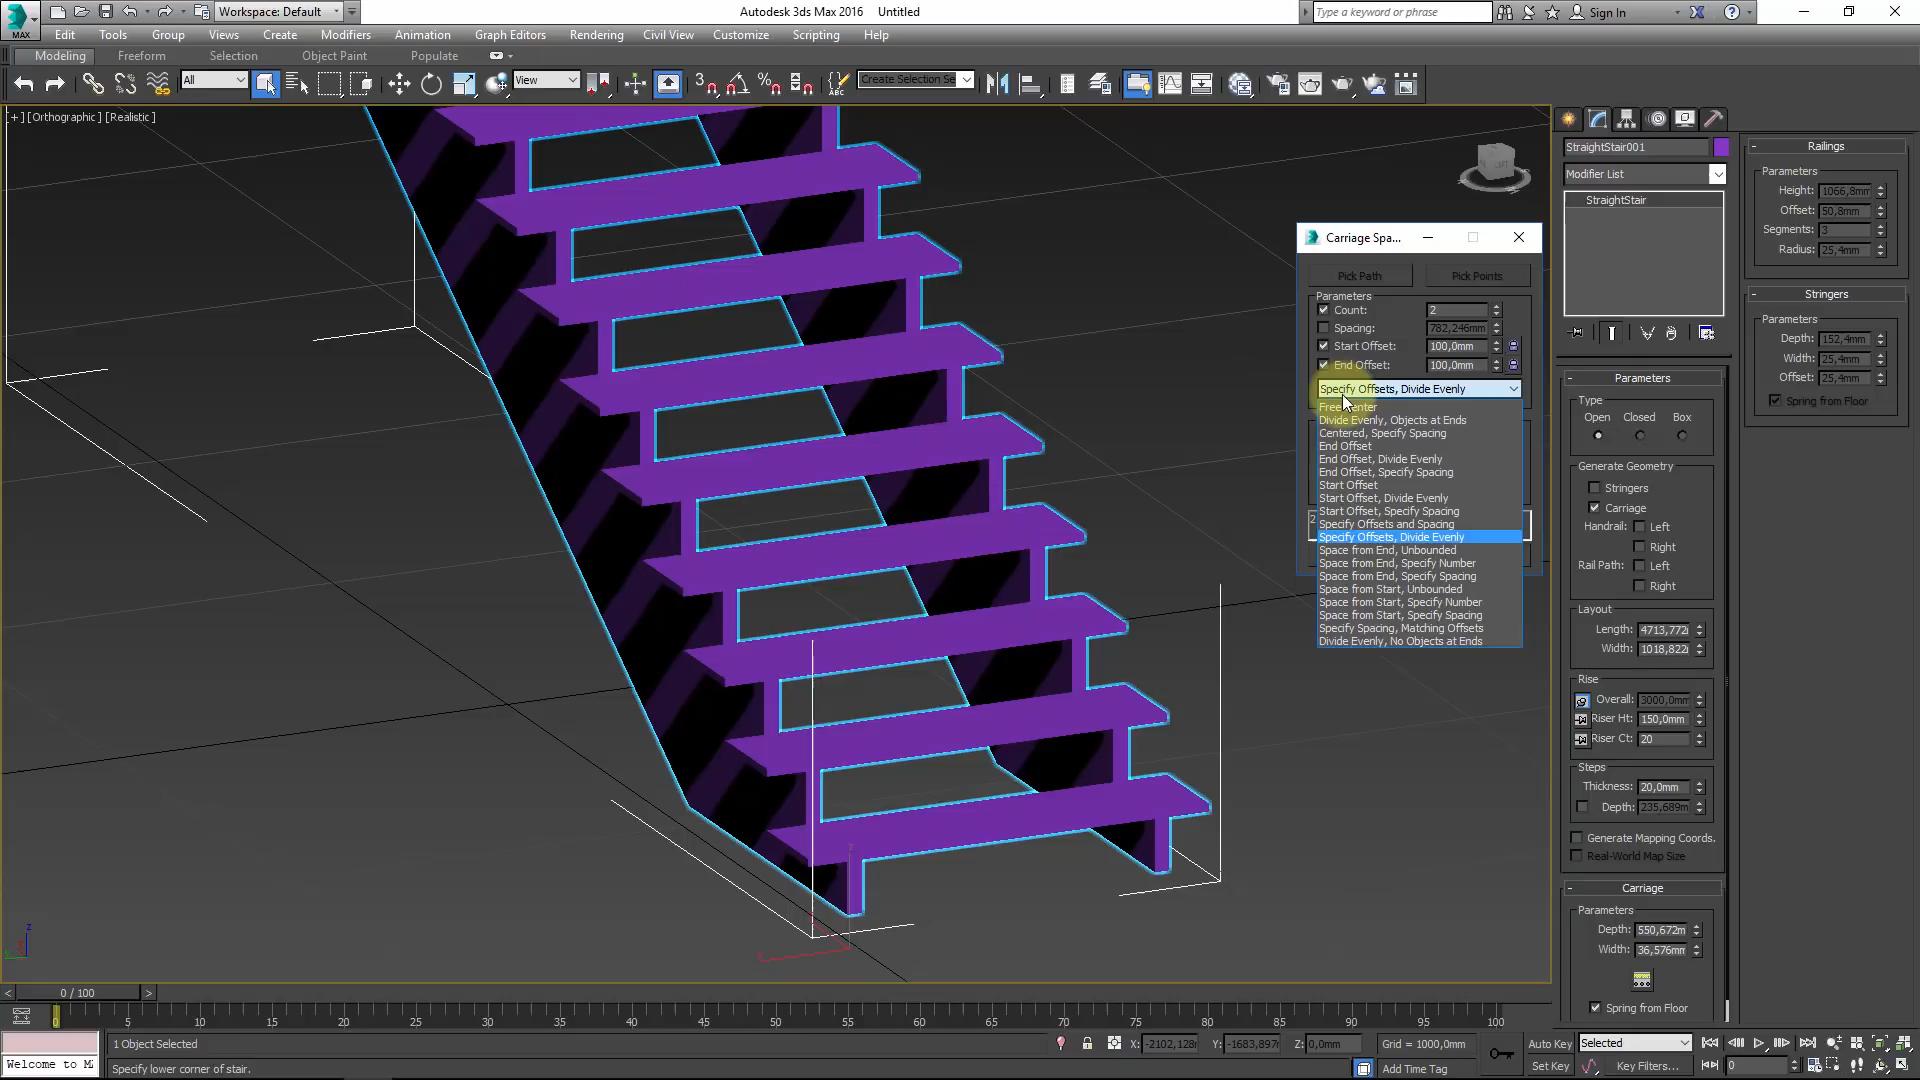 MAX
Workspace: Default
Autodesk 3ds Max 2016 Untitled
Type a keyword or phrase
Sign In
Edit Tools Group Views Create Modifiers Animation Graph Editors Rendering Civil View Customize Scripting Help
Modeling Freeform Selection Object Paint Populate
All
View
Create Selection Se
[+] [Orthographic ] [Realistic ]
Carriage Spa...
Pick Path Pick Points
Parameters
Count: 2
Spacing: 782,246mm
Start Offset: 100,0mm
End Offset: 100,0mm
Specify Offsets, Divide Evenly
Free Center
Divide Evenly, Objects at Ends
Centered, Specify Spacing
End Offset
End Offset, Divide Evenly
End Offset, Specify Spacing
Start Offset
Start Offset, Divide Evenly
Start Offset, Specify Spacing
Specify Offsets and Spacing
Specify Offsets, Divide Evenly
Space from End, Unbounded
Space from End, Specify Number
Space from End, Specify Spacing
Space from Start, Unbounded
Space from Start, Specify Number
Space from Start, Specify Spacing
Specify Spacing, Matching Offsets
Divide Evenly, No Objects at Ends
StraightStair001
Modifier List
StraightStair
Parameters
Type
Open Closed Box
Generate Geometry
Stringers
Carriage
Handrail: Left
Right
Rail Path: Left
Right
Layout
Length: 4713,772
Width: 1018,822
Rise
Overall: 3000,0mm
Riser Ht: 150,0mm
Riser Ct: 20
Steps
Thickness: 20,0mm
Depth: 235,689m
Generate Mapping Coords.
Real-World Map Size
Carriage
Parameters
Depth: 550,672m
Width: 36,576mm
Spring from Floor
Railings
Parameters
Height: 1066,8mm
Offset: 50,8mm
Segments: 3
Radius: 25,4mm
Stringers
Parameters
Depth: 152,4mm
Width: 25,4mm
Offset: 25,4mm
Spring from Floor
0 / 100
0 5 10 15 20 25 30 35 40 45 50 55 60 65 70 75 80 85 90 95 100
1 Object Selected
X: -2102,128 Y: -1683,897 Z: 0,0mm
Grid = 1000,0mm
Auto Key Selected
Welcome to M
Specify lower corner of stair.
Add Time Tag
Set Key Key Filters...
0